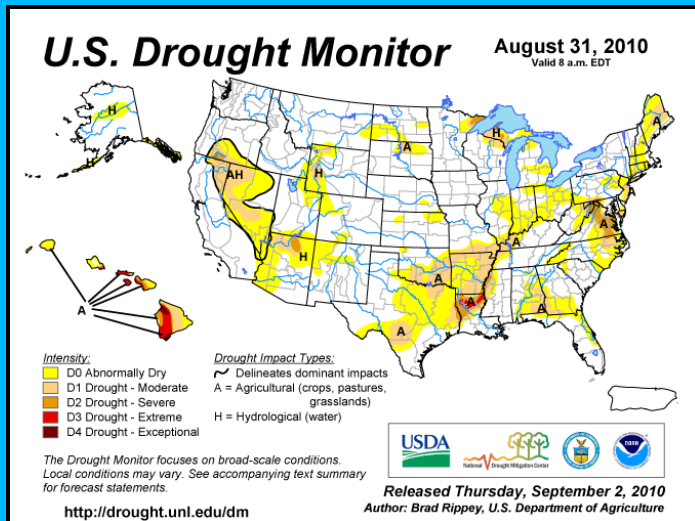 U.S. Drought Monitor
August 31, 2010
Valid 8 a.m. EDT
H
H
AH
H
H
A
H
A
A
A
A
A
A
A
A
A
A
Intensity:
D0 Abnormally Dry
D1 Drought - Moderate
D2 Drought - Severe
D3 Drought - Extreme
D4 Drought - Exceptional
Drought Impact Types:
Delineates dominant impacts
A = Agricultural (crops, pastures,
grasslands)
H = Hydrological (water)
The Drought Monitor focuses on broad-scale conditions.
Local conditions may vary. See accompanying text summary
for forecast statements.
http://drought.unl.edu/dm
USDA
National Drought Mitigation Center
noaa
Released Thursday, September 2, 2010
Author: Brad Rippey, U.S. Department of Agriculture